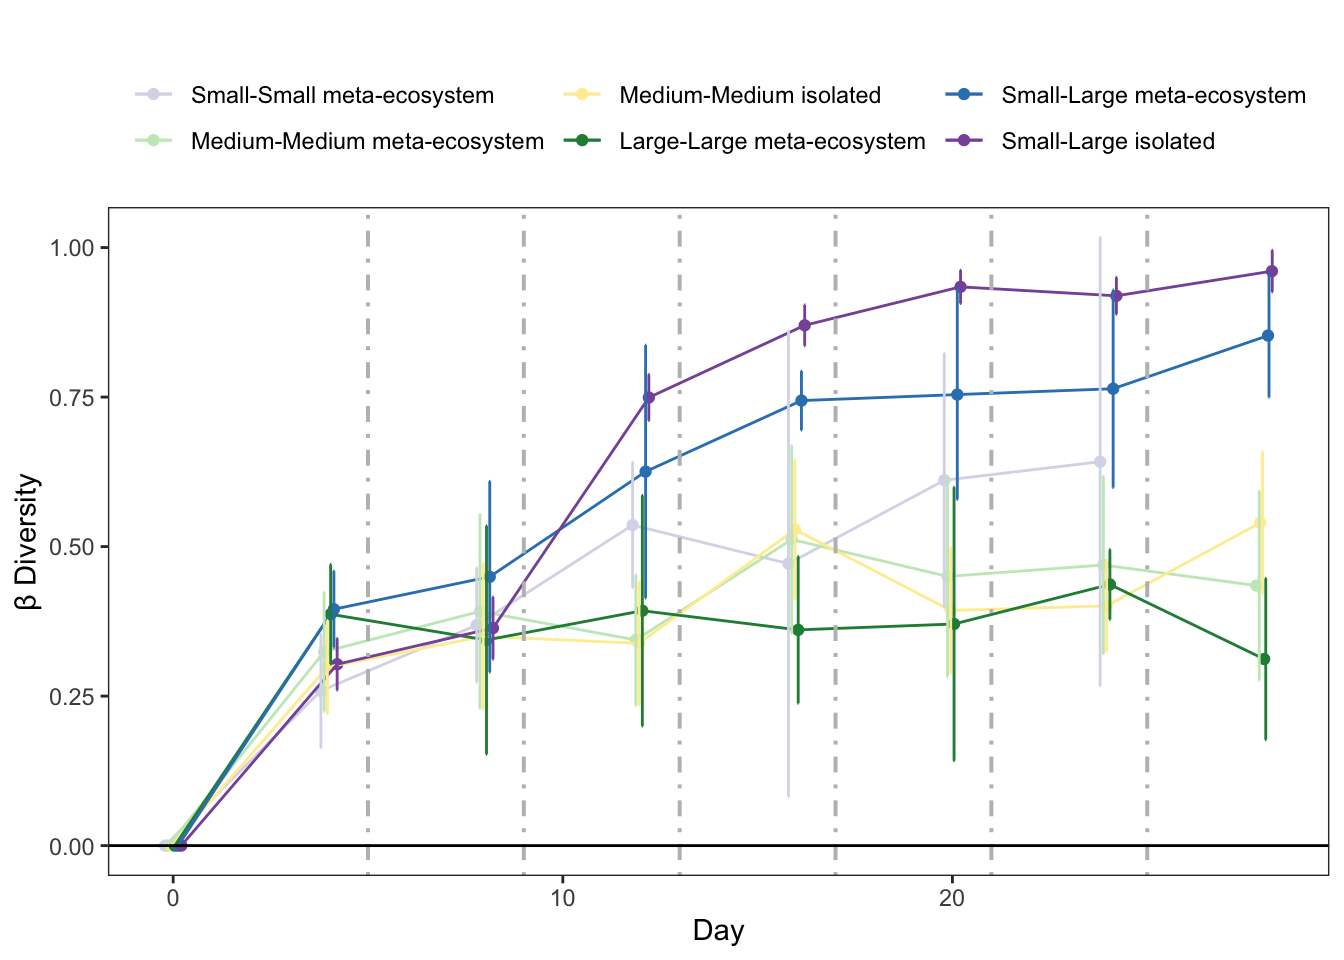 Small-Small meta-ecosystem
Medium-Medium isolated
Small-Large meta-ecosystem
Medium-Medium meta-ecosystem
Large-Large meta-ecosystem
Small-Large isolated
1.00
0.75
0.50
0.25
0.00
β Diversity
0
10
20
Day